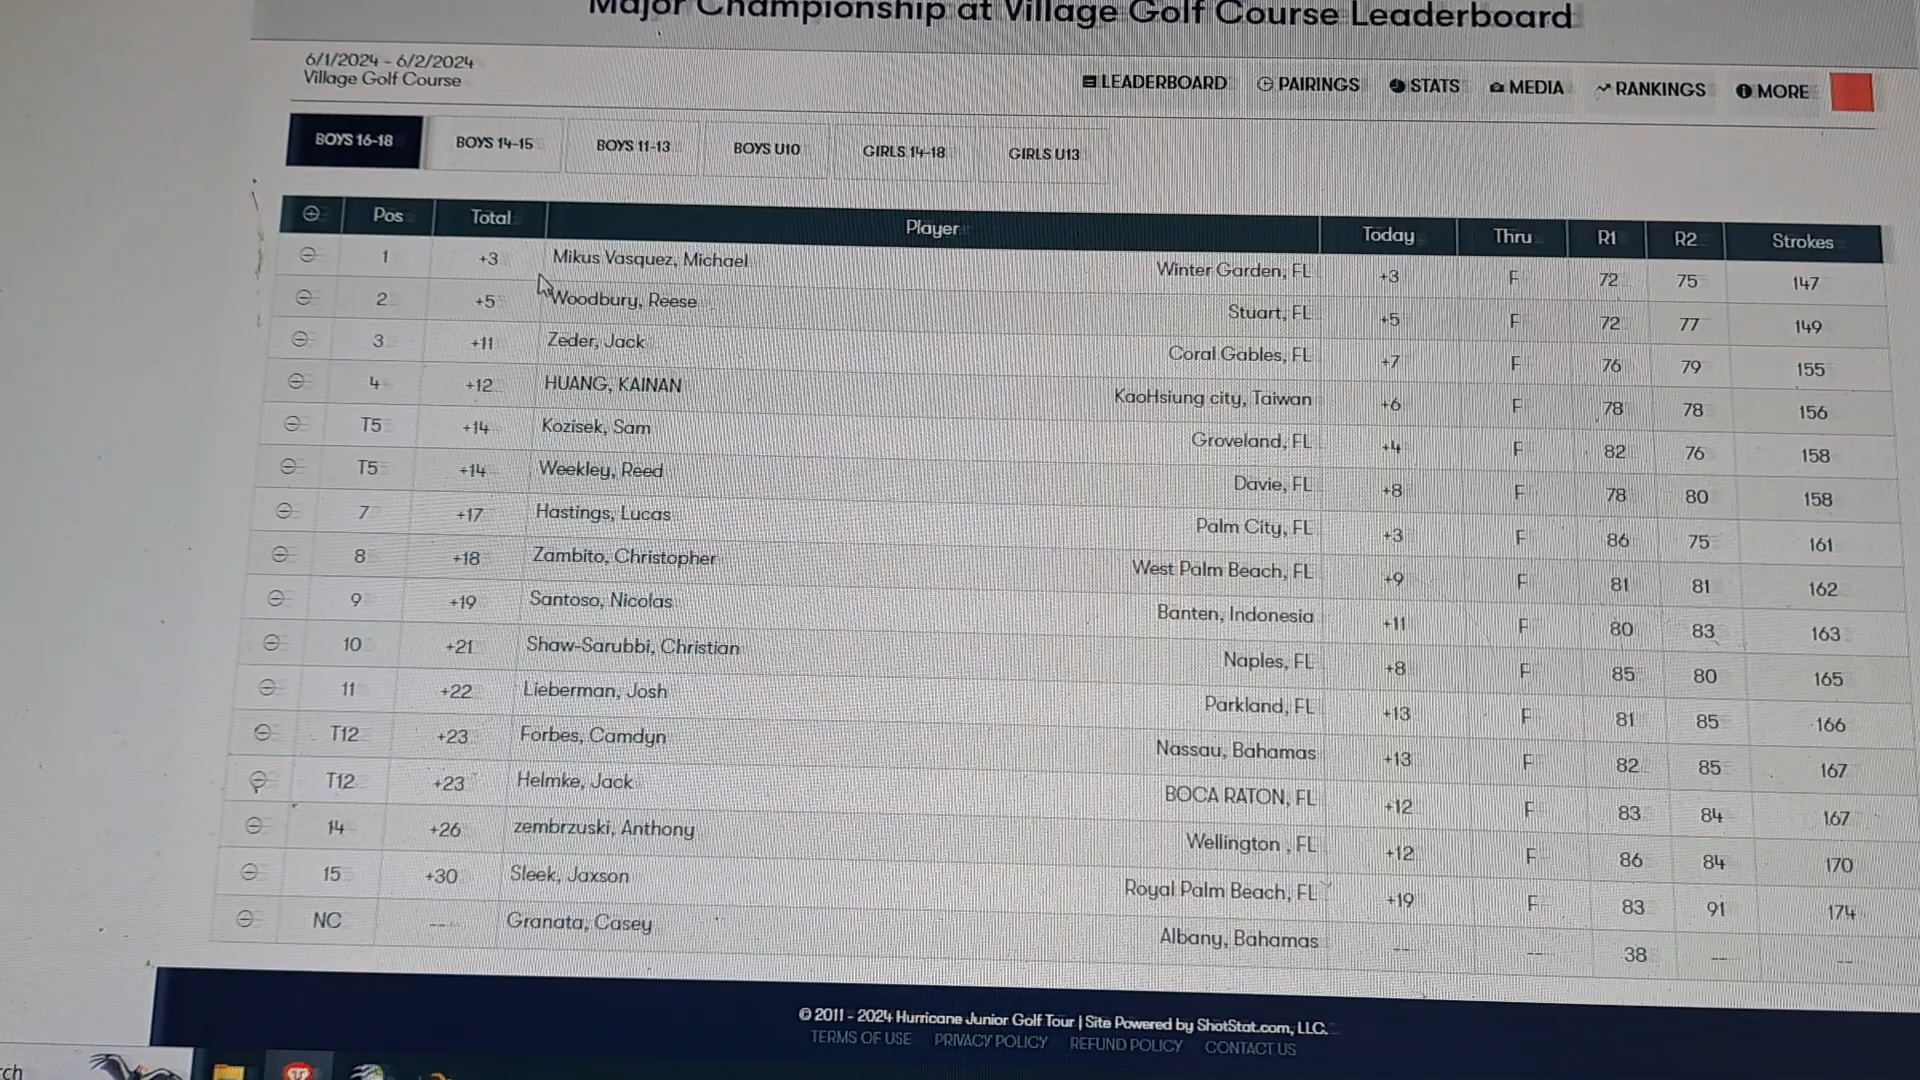 Major Championship at Village Golf Course Leaderboard
6/1/2024 - 6/2/2024
Village Golf Course
LEADERBOARD PAIRINGS STATS MEDIA RANKINGS MORE
BOYS 16-18 BOYS 14-15 BOYS 11-13 BOYS U10 GIRLS 14-18 GIRLS U13
Pos Total Player Today Thru R1 R2 Strokes
1 +3 Mikus Vasquez, Michael Winter Garden, FL +3 F 72 75 147
2 +5 Woodbury, Reese Stuart, FL +5 F 72 77 149
3 +11 Zeder, Jack Coral Gables, FL +7 F 76 79 155
4 +12 HUANG, KAINAN KaoHsiung city, Taiwan +6 F 78 78 156
T5 +14 Kozisek, Sam Groveland, FL +4 F 82 76 158
T5 +14 Weekley, Reed Davie, FL +8 F 78 80 158
7 +17 Hastings, Lucas Palm City, FL +3 F 86 75 161
8 +18 Zambito, Christopher West Palm Beach, FL +9 F 81 81 162
9 +19 Santoso, Nicolas Banten, Indonesia +11 F 80 83 163
10 +21 Shaw-Sarubbi, Christian Naples, FL +8 F 85 80 165
11 +22 Lieberman, Josh Parkland, FL +13 F 81 85 166
T12 +23 Forbes, Camdyn Nassau, Bahamas +13 F 82 85 167
T12 +23 Helmke, Jack BOCA RATON, FL +12 F 83 84 167
14 +26 zembrzuski, Anthony Wellington , FL +12 F 86 84 170
15 +30 Sleek, Jaxson Royal Palm Beach, FL +19 F 83 91 174
NC -- Granata, Casey Albany, Bahamas -- -- 38 -- --
© 2011 - 2024 Hurricane Junior Golf Tour | Site Powered by ShotStat.com, LLC.
TERMS OF USE PRIVACY POLICY REFUND POLICY CONTACT US
rch